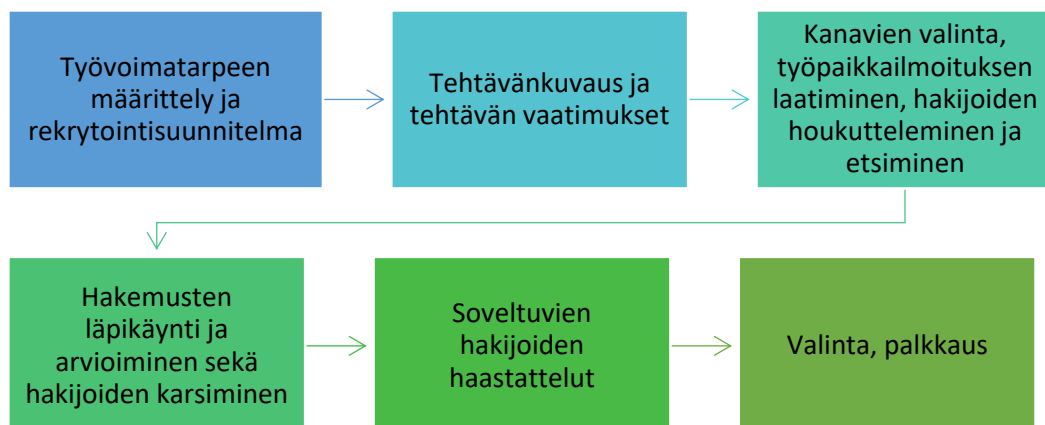 Työvoimatarpeen
määrittely ja
rekrytointisuunnitelma
Tehtävänkuvaus ja
tehtävän vaatimukset
Kanavien valinta,
työpaikkailmoituksen
laatiminen, hakijoiden
houkutteleminen ja
etsiminen
Hakemusten
läpikäynti ja
arvioiminen sekä
hakijoiden karsiminen
Soveltuvien
hakijoiden
haastattelut
Valinta, palkkaus